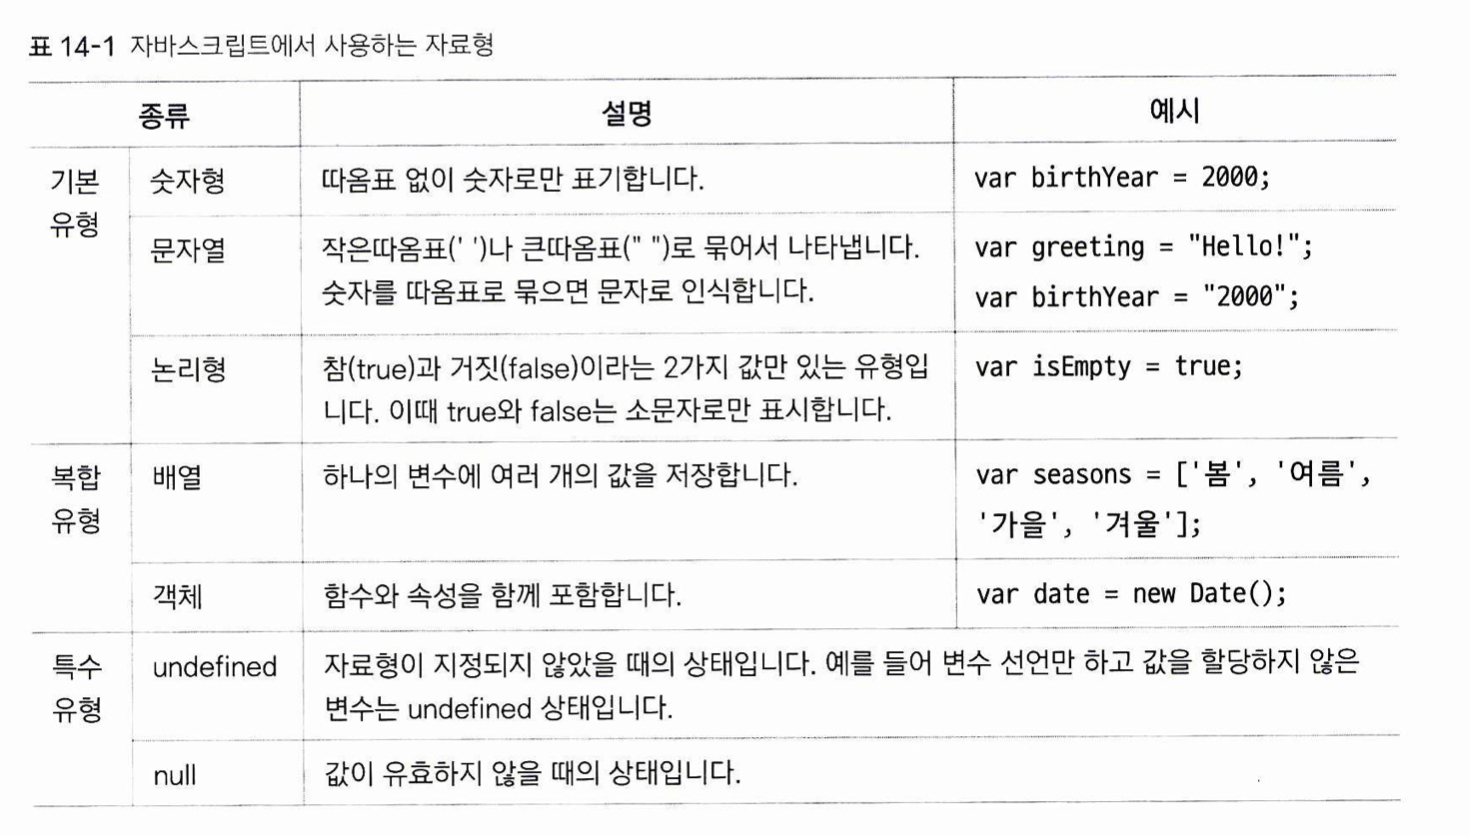 표 14-1 자바스크립트에서 사용하는 자료형
종류 설명 예시
기본 유형 숫자형 따옴표 없이 숫자로만 표기합니다. var birthYear = 2000;
문자열 작은따옴표(' ')나 큰따옴표(" ")로 묶어서 나타냅니다. var greeting = "Hello!";
숫자를 따옴표로 묶으면 문자로 인식합니다. var birthYear = "2000";
논리형 참(true)과 거짓(false)이라는 2가지 값만 있는 유형입 var isEmpty = true;
니다. 이때 true와 false는 소문자로만 표시합니다.
복합 유형 배열 하나의 변수에 여러 개의 값을 저장합니다. var seasons = ['봄', '여름',
'가을', '겨울'];
객체 함수와 속성을 함께 포함합니다. var date = new Date();
특수 유형 undefined 자료형이 지정되지 않았을 때의 상태입니다. 예를 들어 변수 선언만 하고 값을 할당하지 않은
변수는 undefined 상태입니다.
null 값이 유효하지 않을 때의 상태입니다.